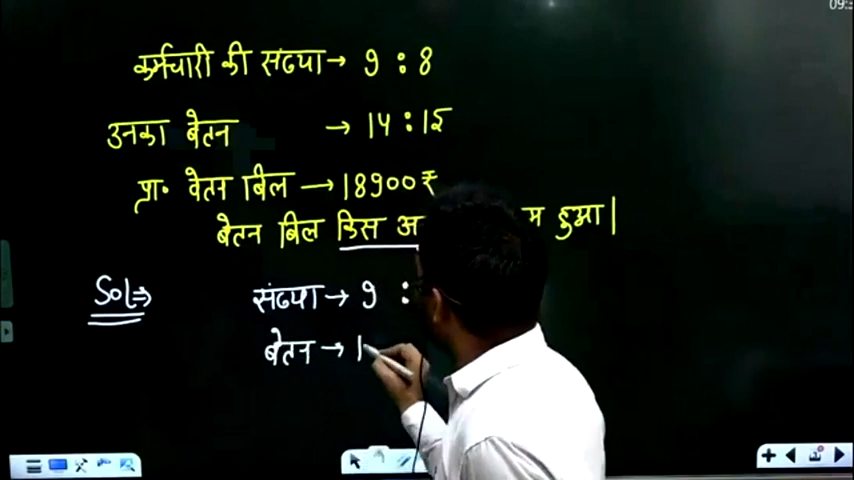 कर्मचारी की संख्या → 9 : 8
उनका बेतन → 14 : 15
प्रा॰ वेतन बिल → 18900 ₹
बेतन बिल किस अ म हुआ |
Sol ⇒ संख्या → 9 :
बेतन → 1